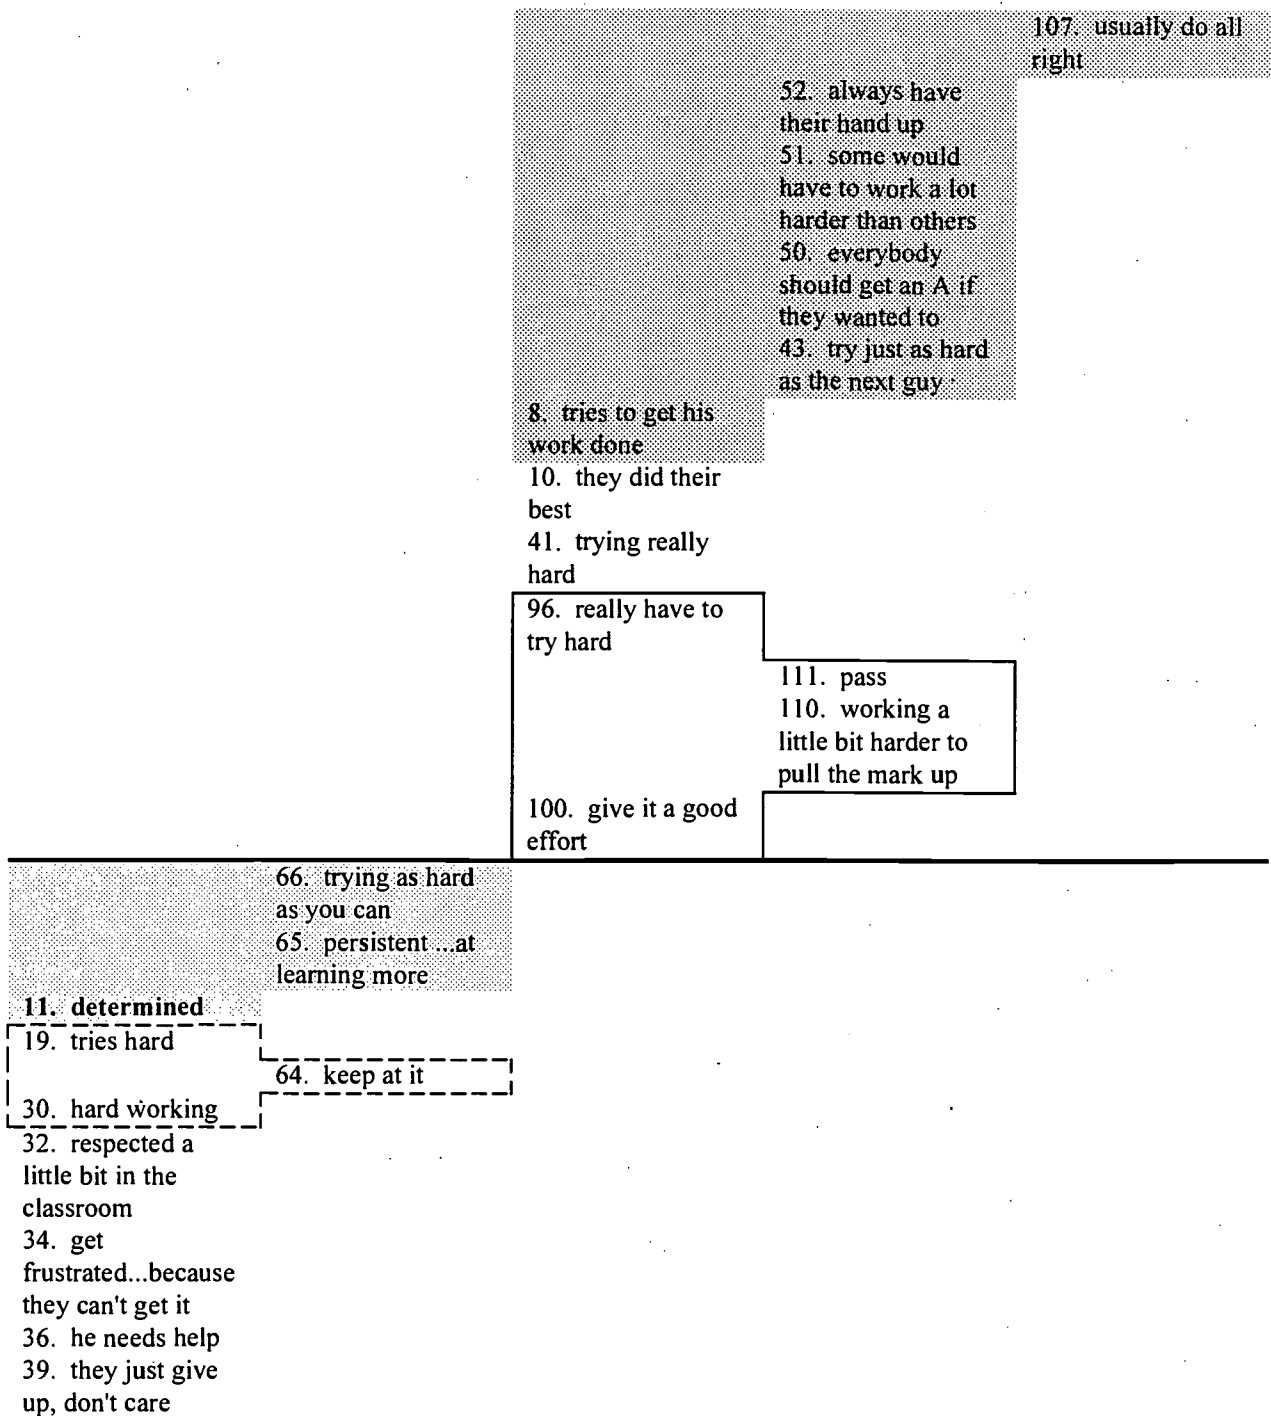 107. usually do all
right
52. always have
their hand up
51. some would
have to work a lot
harder than others
50. everybody
should get an A if
they wanted to
43. try just as hard
as the next guy
8. tries to get his
work done
10. they did their
best
41. trying really
hard
96. really have to
try hard
111. pass
110. working a
little bit harder to
pull the mark up
100. give it a good
effort
66. trying as hard
as you can
65. persistent ...at
learning more
11. determined
19. tries hard
64. keep at it
30. hard working
32. respected a
little bit in the
classroom
34. get
frustrated...because
they can't get it
36. he needs help
39. they just give
up, don't care